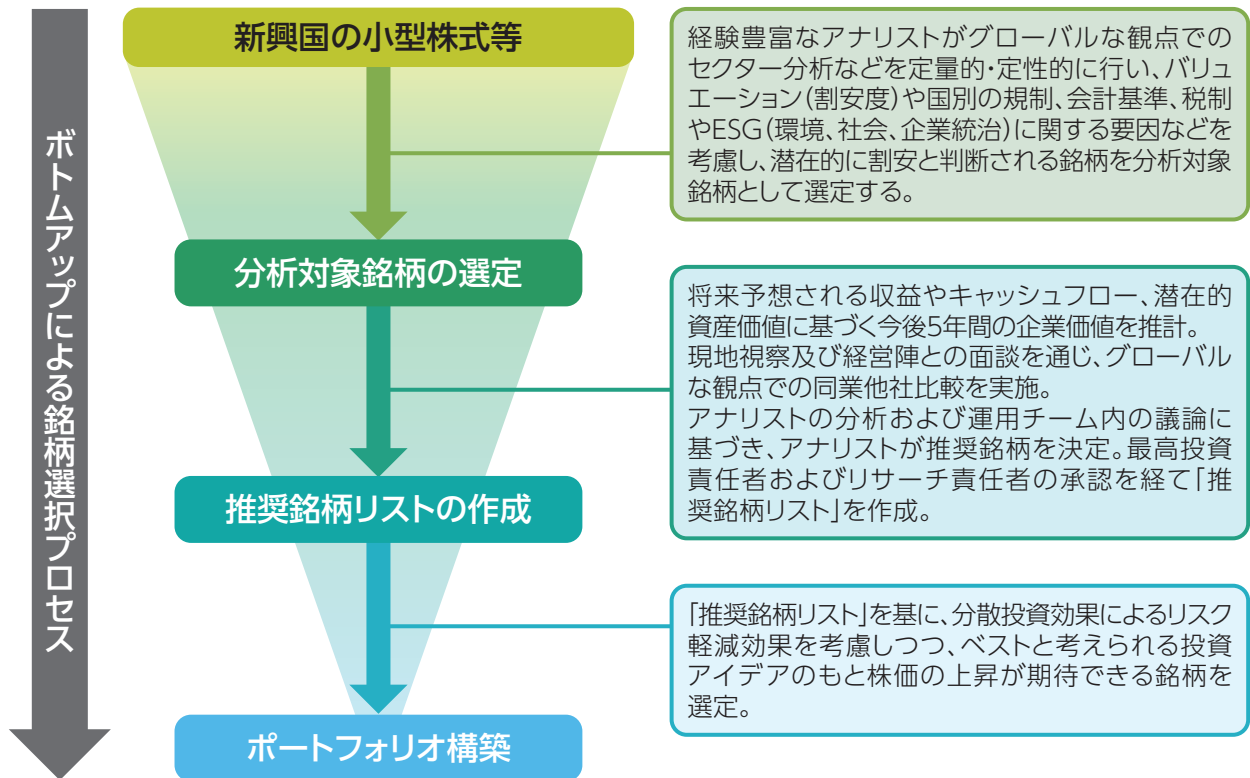 新興国の小型株式等
経験豊富なアナリストがグローバルな観点での
セクター分析などを定量的・定性的に行い、バリュ
エーション(割安度)や国別の規制、会計基準、税制
やESG(環境、社会、企業統治)に関する要因などを
考慮し、潜在的に割安と判断される銘柄を分析対象
銘柄として選定する。
ボトムアップによる銘柄選択プロセス
分析対象銘柄の選定
将来予想される収益やキャッシュフロー、潜在的
資産価値に基づく今後5年間の企業価値を推計。
現地視察及び経営陣との面談を通じ、グローバル
な観点での同業他社比較を実施。
アナリストの分析および運用チーム内の議論に
基づき、アナリストが推奨銘柄を決定。最高投資
責任者およびリサーチ責任者の承認を経て「推
奨銘柄リスト」を作成。
推奨銘柄リストの作成
「推奨銘柄リスト」を基に、分散投資効果によるリスク
軽減効果を考慮しつつ、ベストと考えられる投資
アイデアのもと株価の上昇が期待できる銘柄を
選定。
ポートフォリオ構築